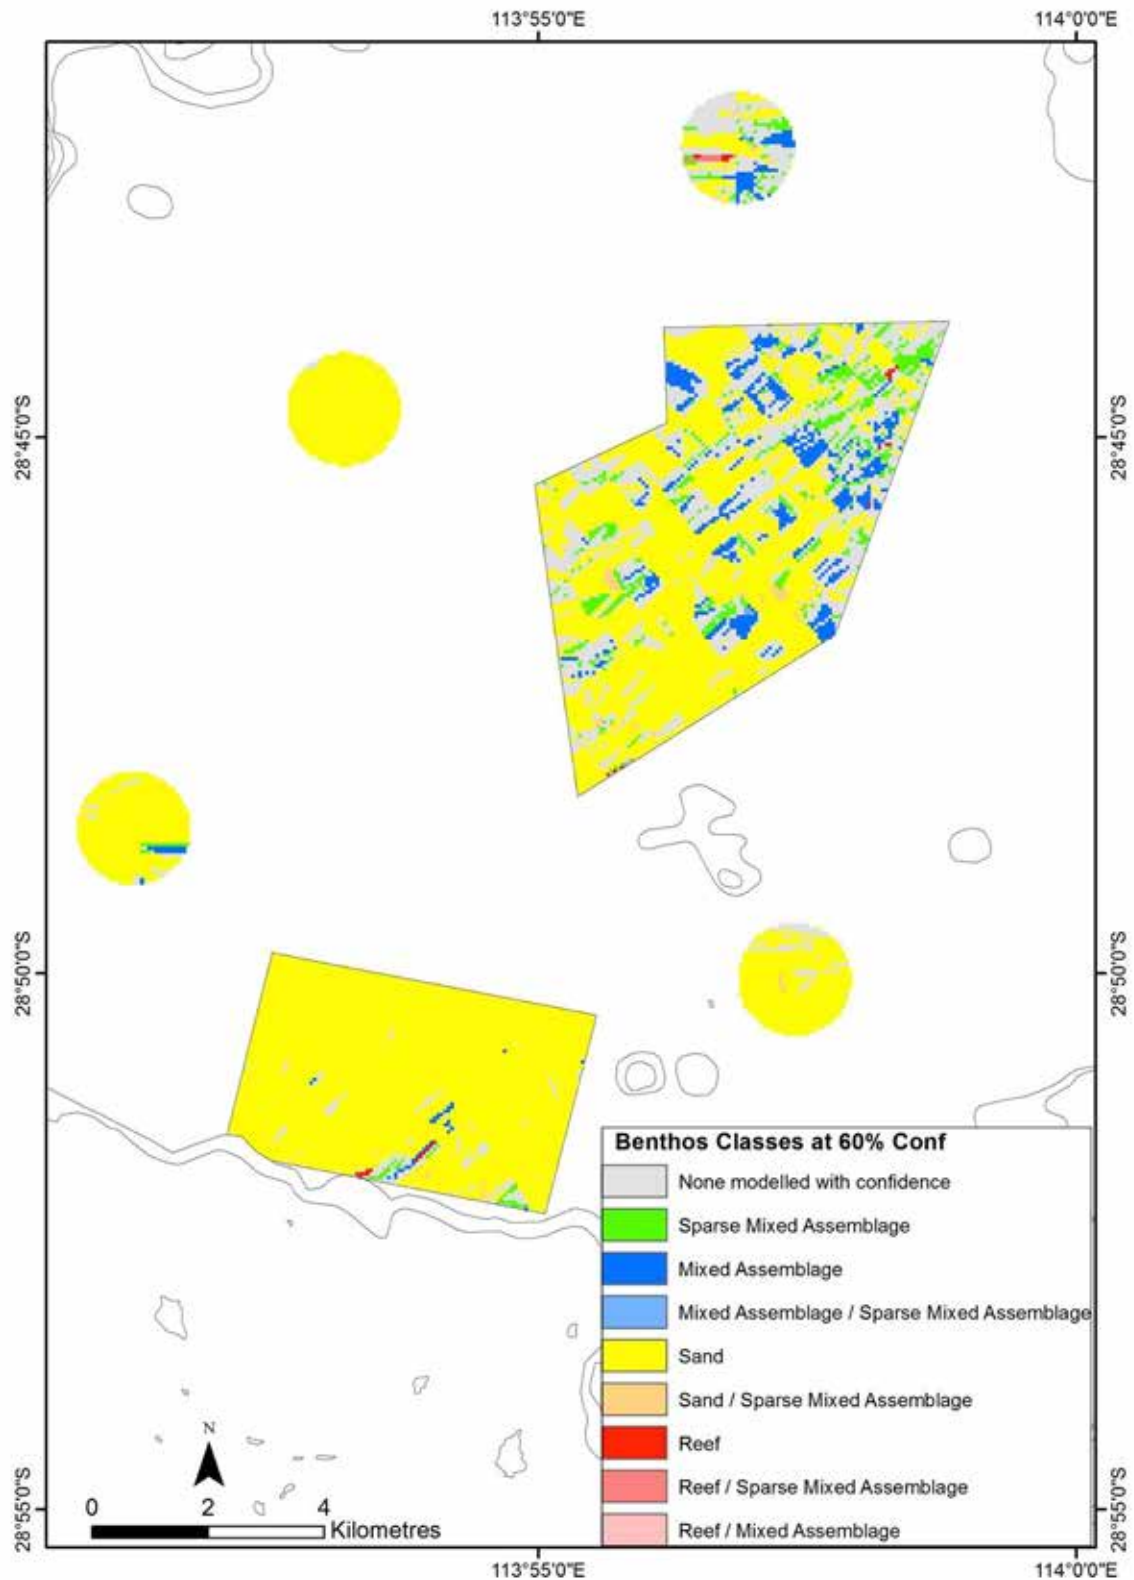 113°55'0"E 114°0'0"E
28°45'0"S 28°45'0"S
28°50'0"S 28°50'0"S
Benthos Classes at 60% Conf
None modelled with confidence
Sparse Mixed Assemblage
Mixed Assemblage
Mixed Assemblage / Sparse Mixed Assemblage
Sand
Sand / Sparse Mixed Assemblage
Reef
Reef / Sparse Mixed Assemblage
Reef / Mixed Assemblage
N
0 2 4
Kilometres
28°55'0"S 28°55'0"S
113°55'0"E 114°0'0"E